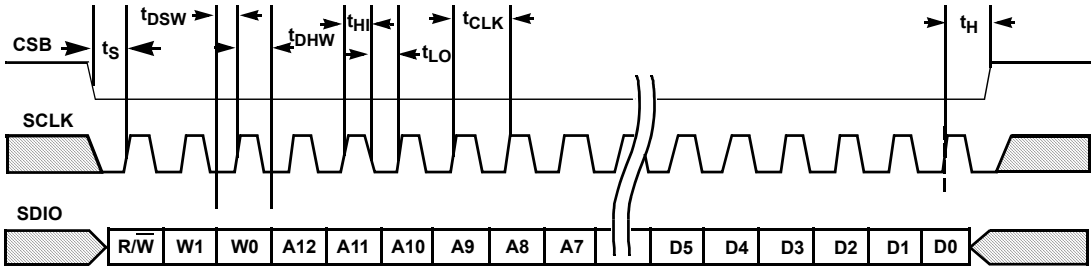 tDSW tHI tCLK tH
CSB tS tDHW tLO
SCLK
SDIO
R/W̅ W1 W0 A12 A11 A10 A9 A8 A7 D5 D4 D3 D2 D1 D0